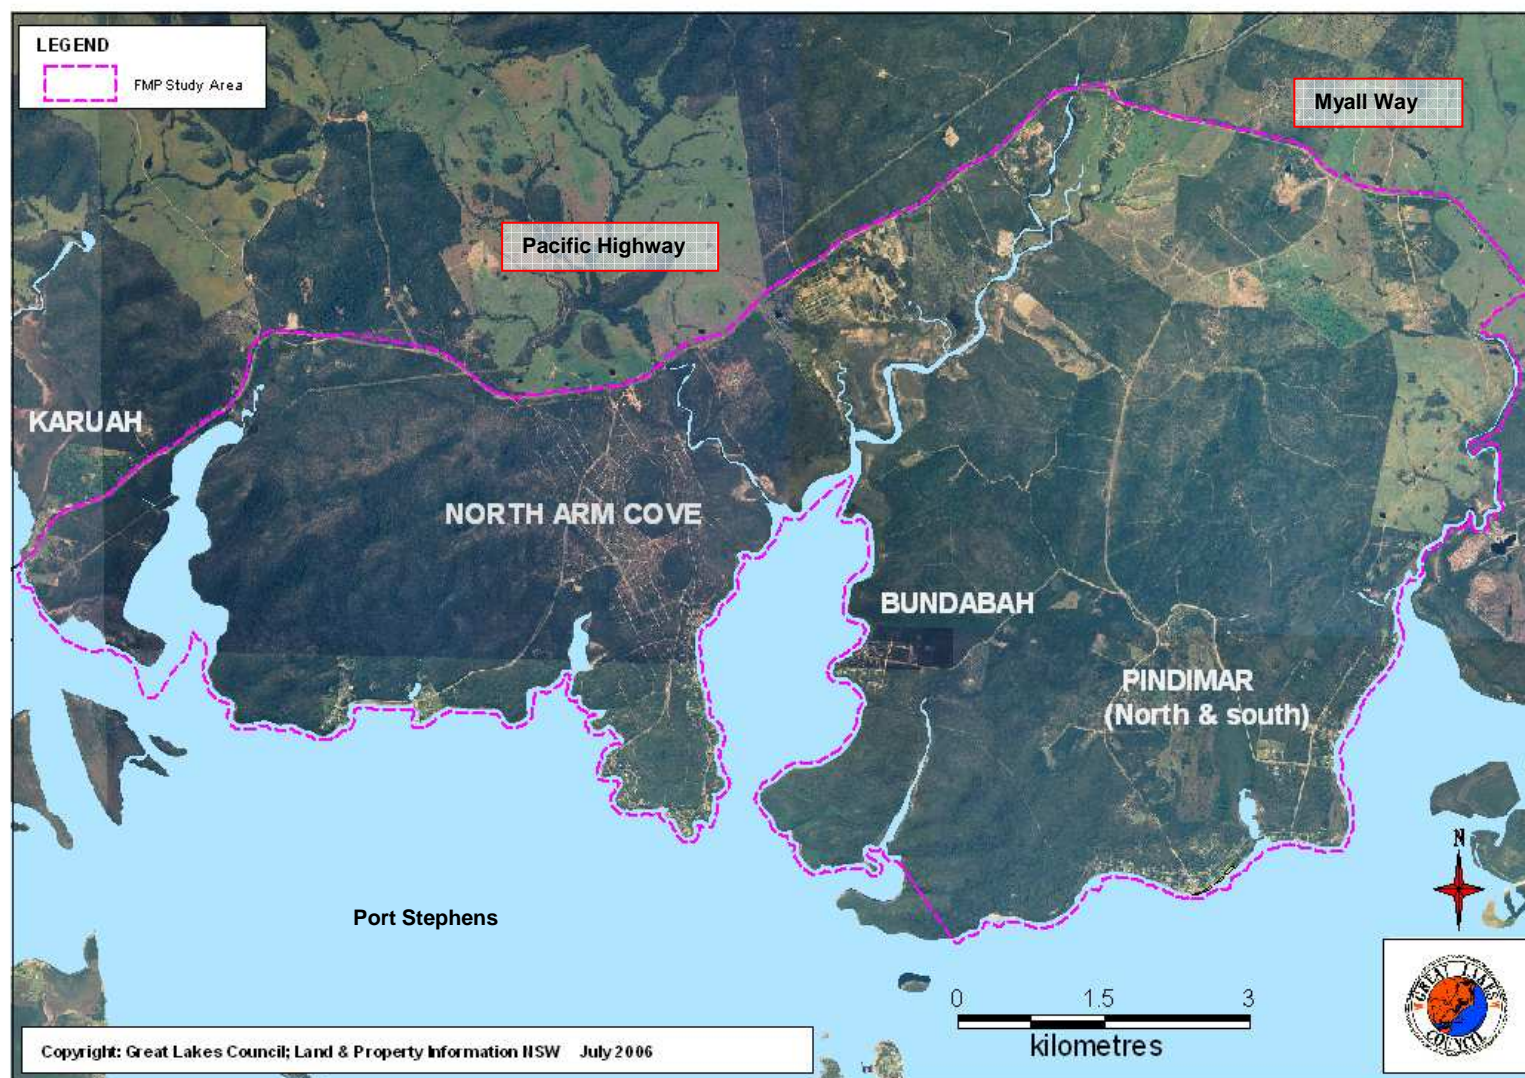 LEGEND
FMP Study Area
Myall Way
Pacific Highway
KARUAH
NORTH ARM COVE
BUNDABAH
PINDIMAR
(North & south)
N
Port Stephens
0 1.5 3
kilometres
GREAT LAKES
COUNCIL
Copyright: Great Lakes Council; Land & Property Information NSW July 2006